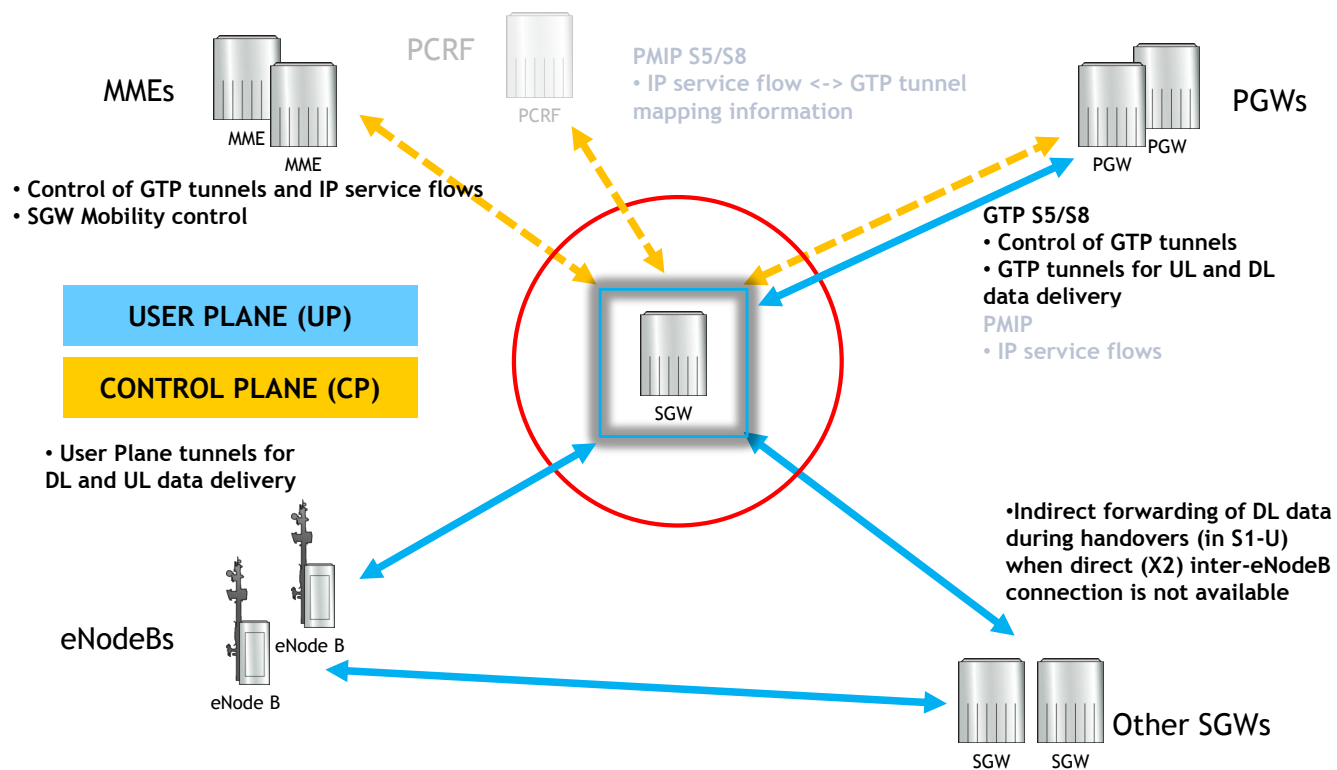 MMEs
MME
MME
• Control of GTP tunnels and IP service flows
• SGW Mobility control
PCRF
PCRF
PMIP S5/S8
• IP service flow <-> GTP tunnel
mapping information
PGWs
PGW
PGW
GTP S5/S8
• Control of GTP tunnels
• GTP tunnels for UL and DL
data delivery
PMIP
• IP service flows
USER PLANE (UP)
CONTROL PLANE (CP)
SGW
• User Plane tunnels for
DL and UL data delivery
eNodeBs
eNode B
eNode B
•Indirect forwarding of DL data
during handovers (in S1-U)
when direct (X2) inter-eNodeB
connection is not available
Other SGWs
SGW
SGW